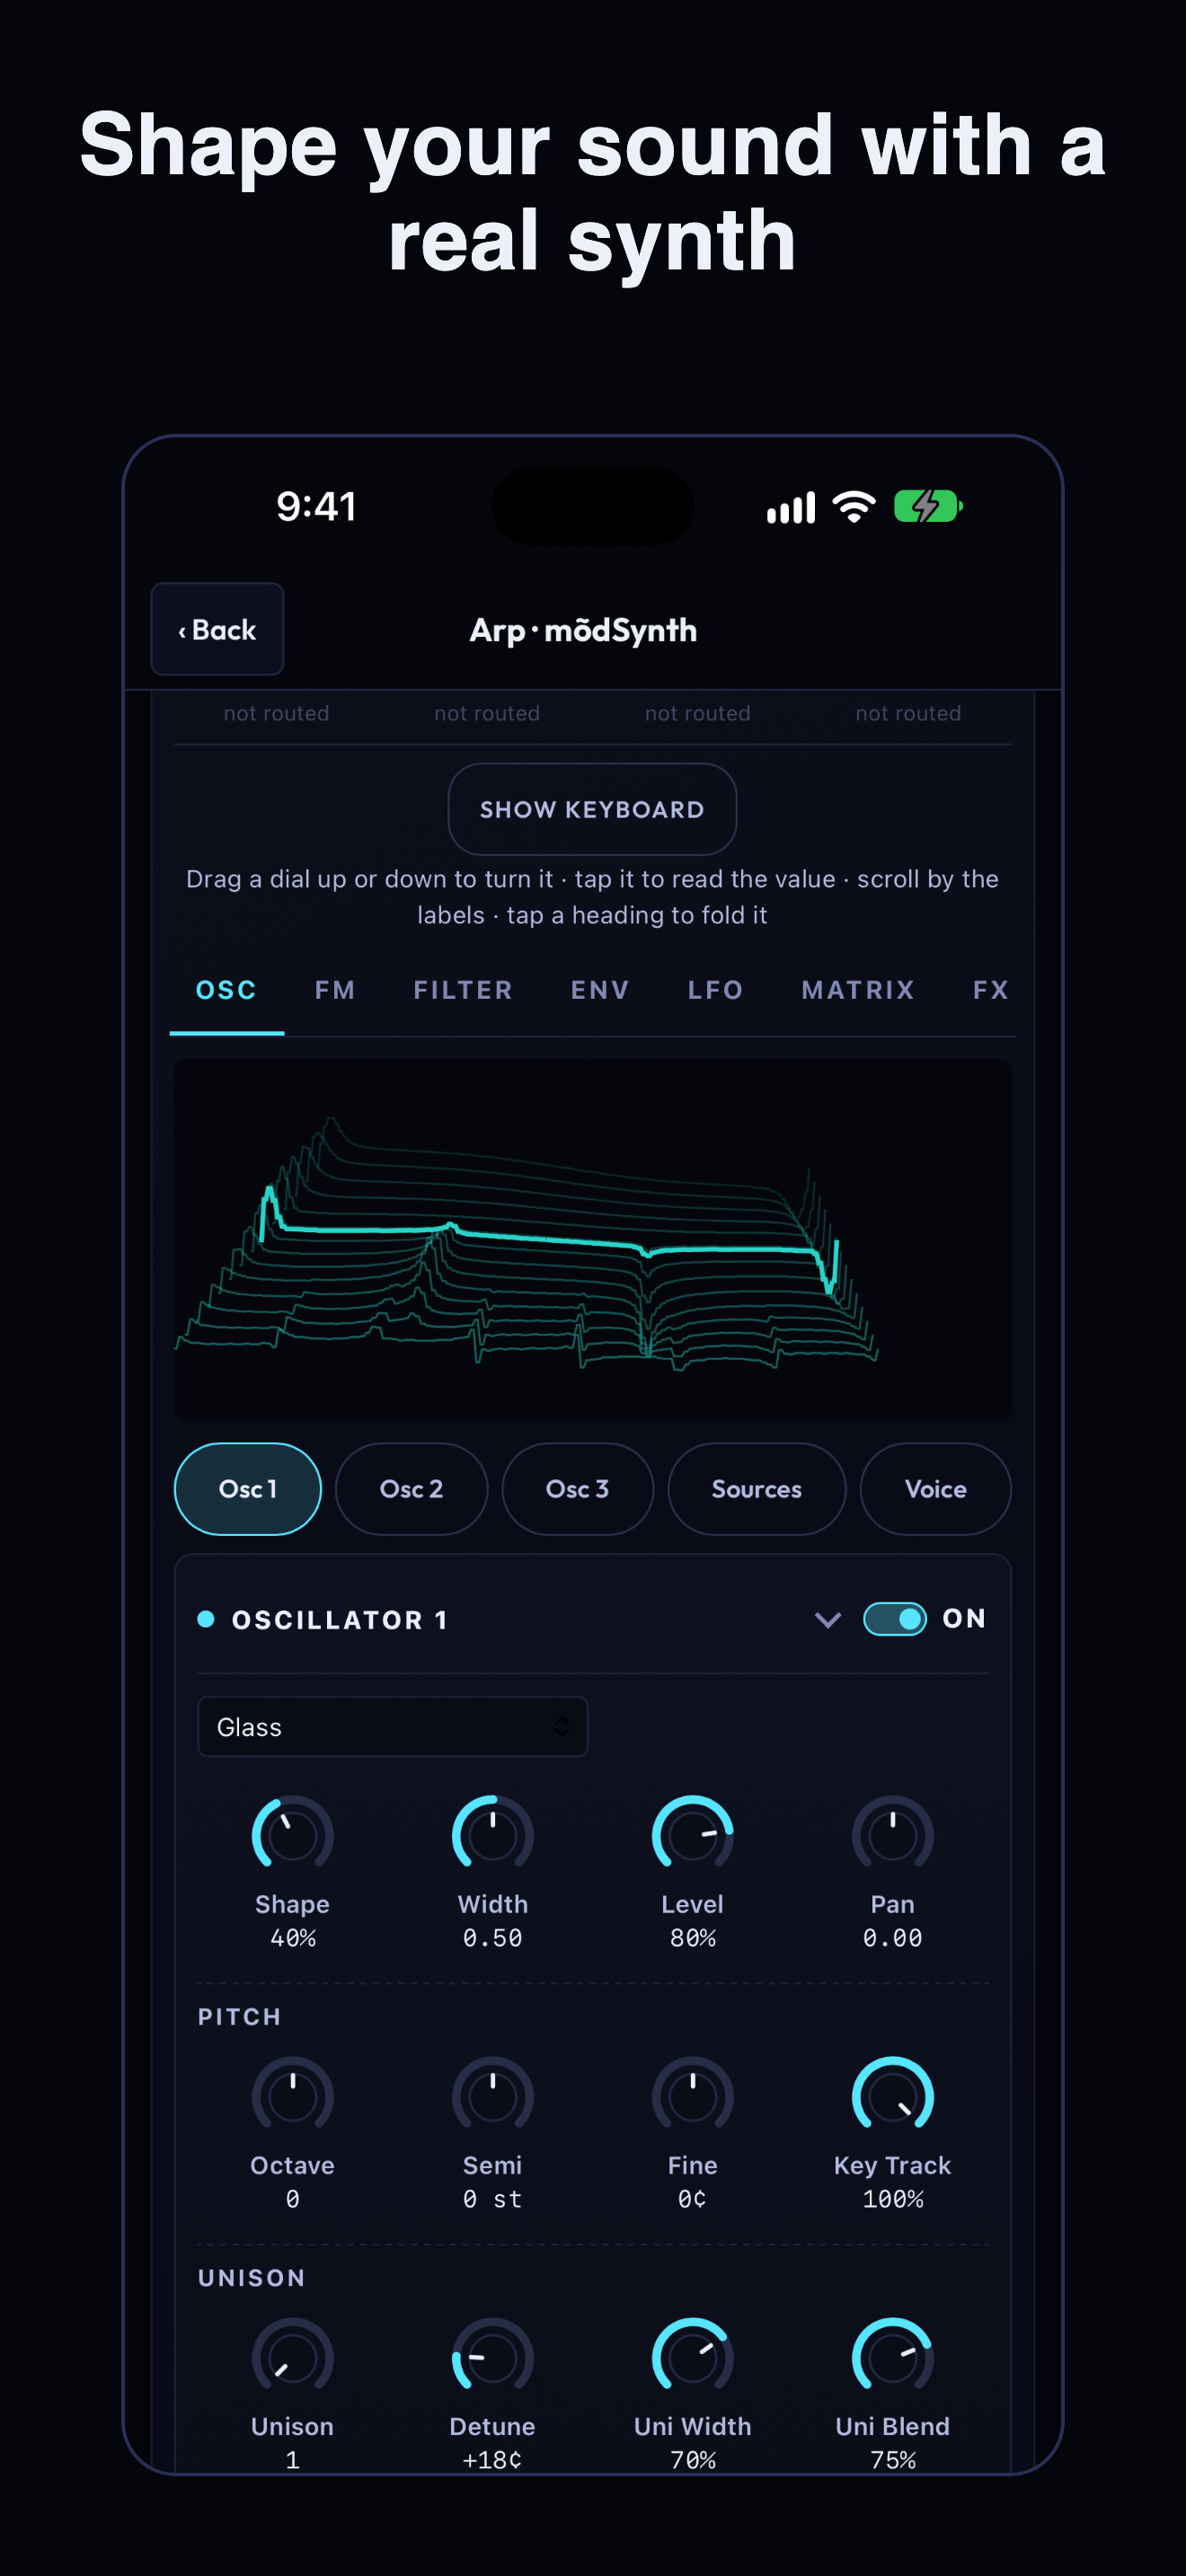 Shape your sound with a
real synth
9:41
‹ Back
Arp · mõdSynth
not routed not routed not routed not routed
SHOW KEYBOARD
Drag a dial up or down to turn it · tap it to read the value · scroll by the
labels · tap a heading to fold it
OSC FM FILTER ENV LFO MATRIX FX
Osc 1 Osc 2 Osc 3 Sources Voice
OSCILLATOR 1 ON
Glass
Shape Width Level Pan
40% 0.50 80% 0.00
PITCH
Octave Semi Fine Key Track
0 0 st 0¢ 100%
UNISON
Unison Detune Uni Width Uni Blend
1 +18¢ 70% 75%